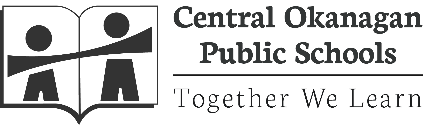 Central Okanagan
Public Schools
Together We Learn